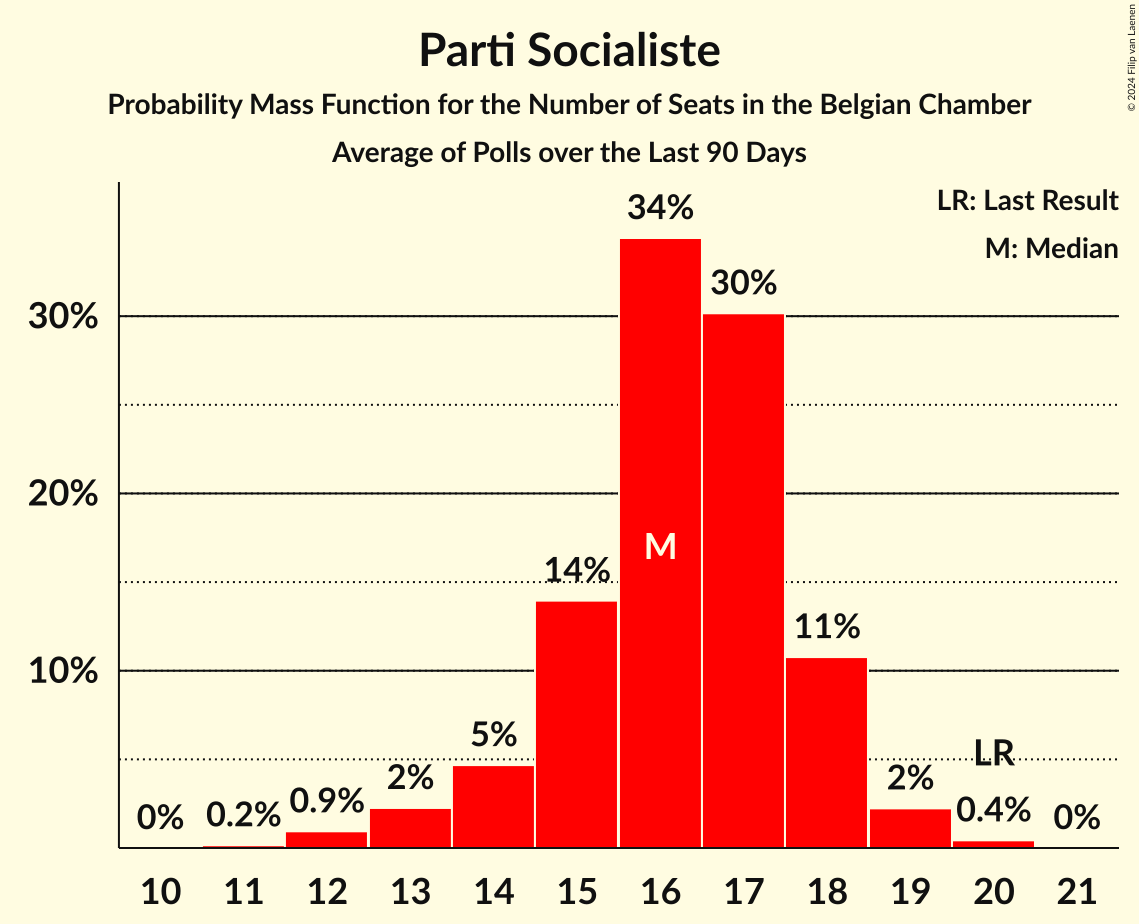 Parti Socialiste
Probability Mass Function for the Number of Seats in the Belgian Chamber
Average of Polls over the Last 90 Days
© 2024 Filip van Laenen
LR: Last Result
M: Median
34%
30%
30%
20%
M
14%
11%
10%
5%
LR
2%
2%
0.9%
0.4%
0.2%
0%
0%
10 11 12 13 14 15 16 17 18 19 20 21